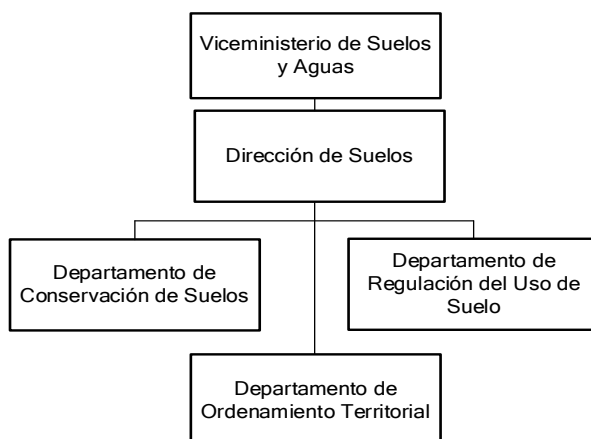 Viceministerio de Suelos
y Aguas
Dirección de Suelos
Departamento de
Conservación de Suelos
Departamento de
Regulación del Uso de
Suelo
Departamento de
Ordenamiento Territorial